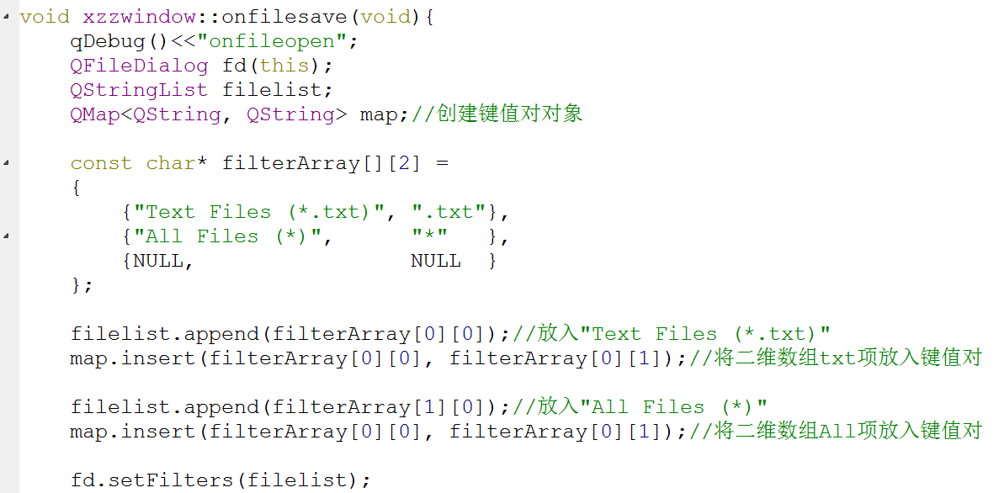 void xzzwindow::onfilesave(void){
    qDebug()<<"onfileopen";
    QFileDialog fd(this);
    QStringList filelist;
    QMap<QString, QString> map;//创建键值对对象
    const char* filterArray[][2] =
    {
        {"Text Files (*.txt)", ".txt"},
        {"All Files (*)",      "*"   },
        {NULL,                 NULL  }
    };
    filelist.append(filterArray[0][0]);//放入"Text Files (*.txt)"
    map.insert(filterArray[0][0], filterArray[0][1]);//将二维数组txt项放入键值对
    filelist.append(filterArray[1][0]);//放入"All Files (*)"
    map.insert(filterArray[0][0], filterArray[0][1]);//将二维数组All项放入键值对
    fd.setFilters(filelist);